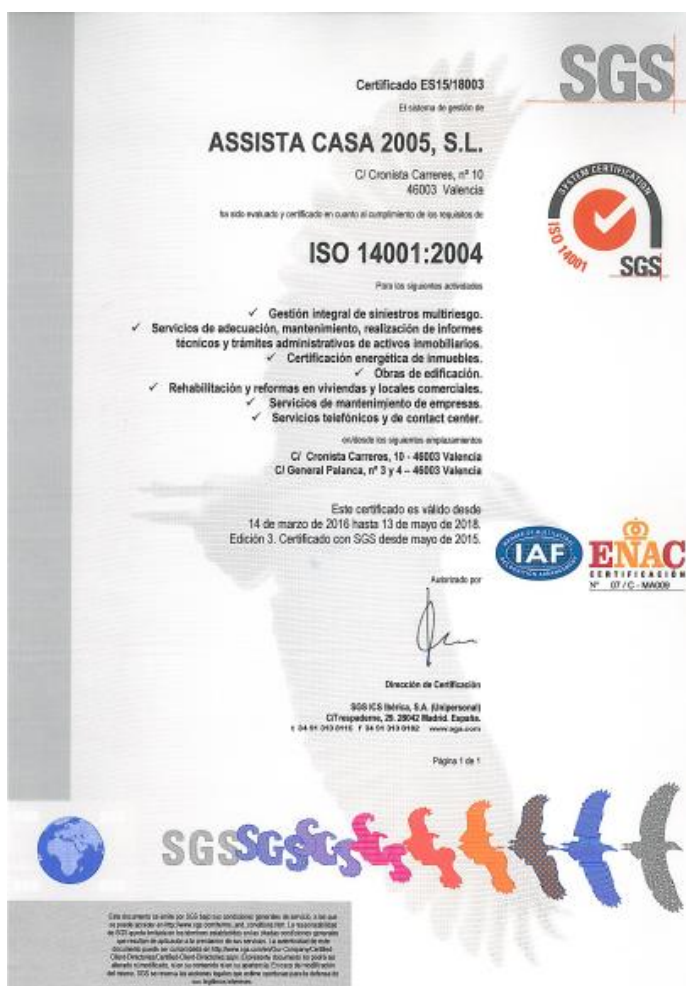 SGS
Certificado ES15/18003
El sistema de gestión de
ASSISTA CASA 2005, S.L.
C/ Cronista Carreres, nº 10
46003 Valencia
ha sido evaluado y certificado en cuanto al cumplimiento de los requisitos de
ISO 14001:2004
SYSTEM CERTIFICATION
ISO 14001
SGS
Para las siguientes actividades
✓ Gestión integral de siniestros multiriesgo.
✓ Servicios de adecuación, mantenimiento, realización de informes
técnicos y trámites administrativos de activos inmobiliarios.
✓ Certificación energética de inmuebles.
✓ Obras de edificación.
✓ Rehabilitación y reformas en viviendas y locales comerciales.
✓ Servicios de mantenimiento de empresas.
✓ Servicios telefónicos y de contact center.
en/desde los siguientes emplazamientos
C/ Cronista Carreres, 10 - 46003 Valencia
C/ General Palanca, nº 3 y 4 – 46003 Valencia
Este certificado es válido desde
14 de marzo de 2016 hasta 13 de mayo de 2018.
Edición 3. Certificado con SGS desde mayo de 2015.
IAF
ENAC
CERTIFICACIÓN
Nº 07 / C - MA009
Autorizado por
Dirección de Certificación
SGS ICS Ibérica, S.A. (Unipersonal)
C/Trespaderne, 29. 28042 Madrid. España.
www.sgs.com
Página 1 de 1
SGS SGS SGS